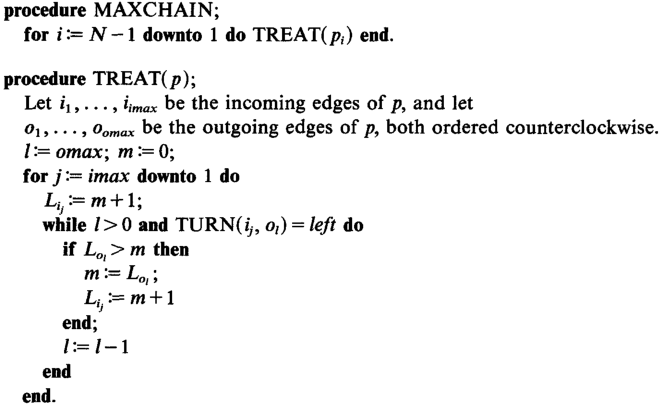 procedure MAXCHAIN;
for i := N − 1 downto 1 do TREAT(p_i) end.
procedure TREAT(p);
Let i_1, . . . , i_{imax} be the incoming edges of p, and let
o_1, . . . , o_{omax} be the outgoing edges of p, both ordered counterclockwise.
l := omax; m := 0;
for j := imax downto 1 do
L_{i_j} := m + 1;
while l > 0 and TURN(i_j, o_l) = left do
if L_{o_l} > m then
m := L_{o_l};
L_{i_j} := m + 1
end;
l := l − 1
end
end.